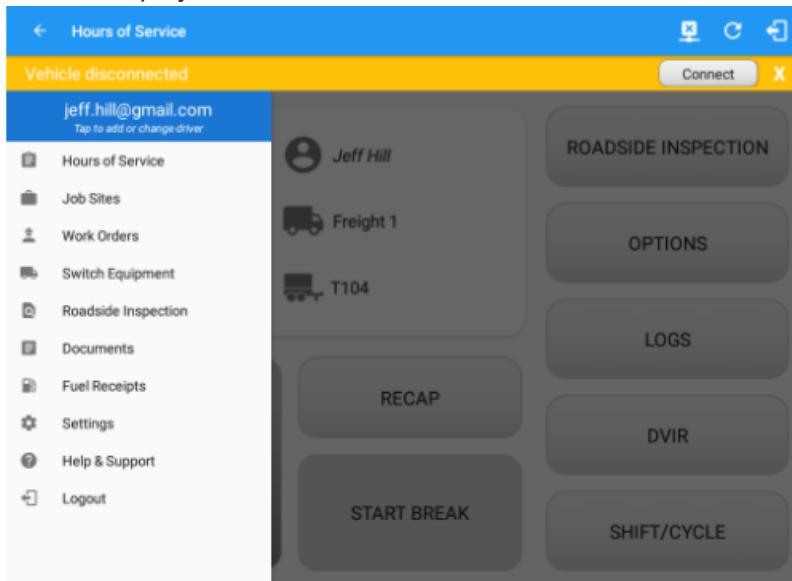 Hours of Service
Vehicle disconnected
Connect
X
jeff.hill@gmail.com
Tap to add or change driver
Hours of Service
Job Sites
Work Orders
Switch Equipment
Roadside Inspection
Documents
Fuel Receipts
Settings
Help & Support
Logout
Jeff Hill
Freight 1
T104
RECAP
START BREAK
ROADSIDE INSPECTION
OPTIONS
LOGS
DVIR
SHIFT/CYCLE